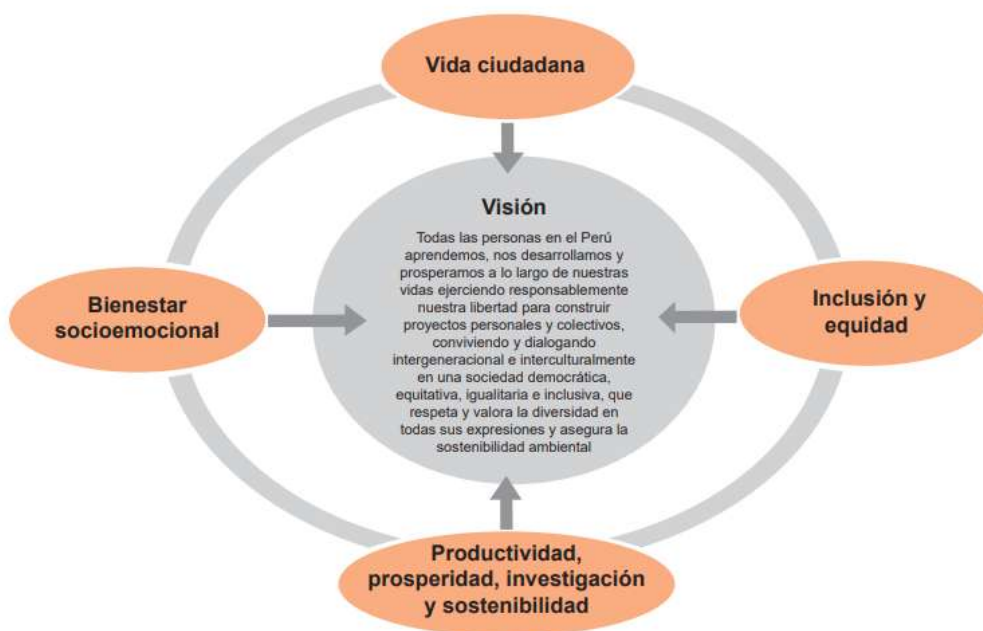 Vida ciudadana
Visión
Todas las personas en el Perú
aprendemos, nos desarrollamos y
prosperamos a lo largo de nuestras
vidas ejerciendo responsablemente
nuestra libertad para construir
proyectos personales y colectivos,
conviviendo y dialogando
intergeneracional e interculturalmente
en una sociedad democrática,
equitativa, igualitaria e inclusiva, que
respeta y valora la diversidad en
todas sus expresiones y asegura la
sostenibilidad ambiental
Bienestar
socioemocional
Inclusión y
equidad
Productividad,
prosperidad, investigación
y sostenibilidad